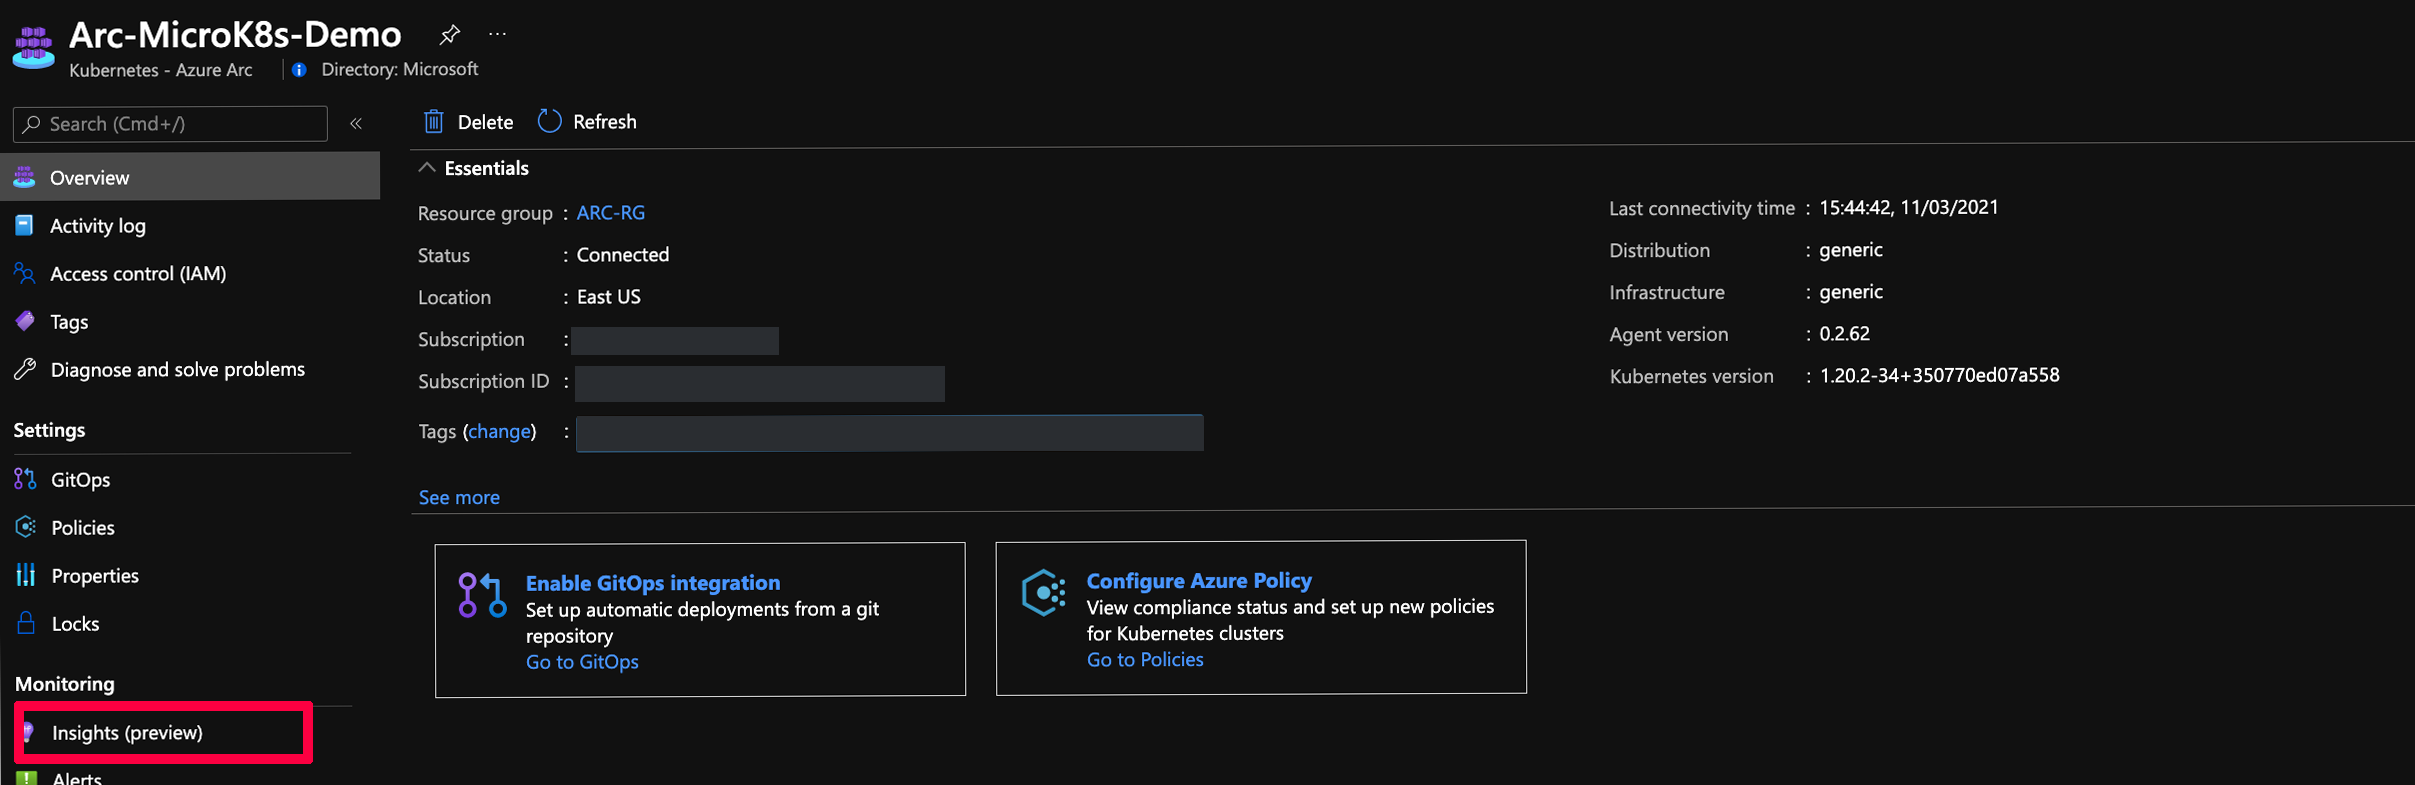 Arc-MicroK8s-Demo
Kubernetes - Azure Arc
Directory: Microsoft
Search (Cmd+/)
Overview
Activity log
Access control (IAM)
Tags
Diagnose and solve problems
Settings
GitOps
Policies
Properties
Locks
Monitoring
Insights (preview)
Alerts
Delete
Refresh
Essentials
Resource group : ARC-RG
Status : Connected
Location : East US
Subscription :
Subscription ID :
Tags (change) :
See more
Last connectivity time : 15:44:42, 11/03/2021
Distribution : generic
Infrastructure : generic
Agent version : 0.2.62
Kubernetes version : 1.20.2-34+350770ed07a558
Enable GitOps integration
Set up automatic deployments from a git
repository
Go to GitOps
Configure Azure Policy
View compliance status and set up new policies
for Kubernetes clusters
Go to Policies